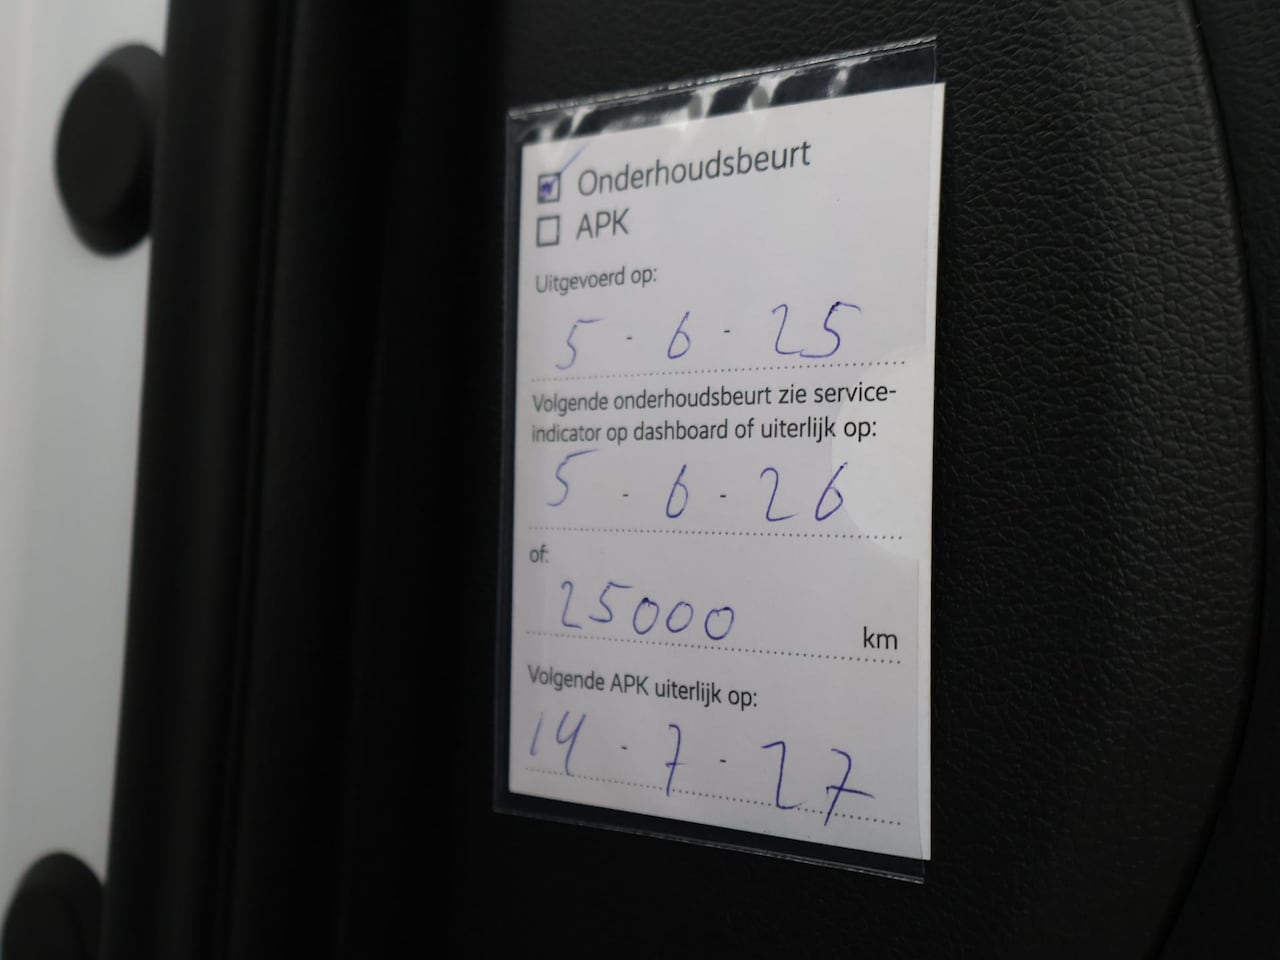 ☑ Onderhoudsbeurt
☐ APK
Uitgevoerd op:
5 - 6 - 25
Volgende onderhoudsbeurt zie service-
indicator op dashboard of uiterlijk op:
5 - 6 - 26
of:
25000 km
Volgende APK uiterlijk op:
14 - 7 - 27